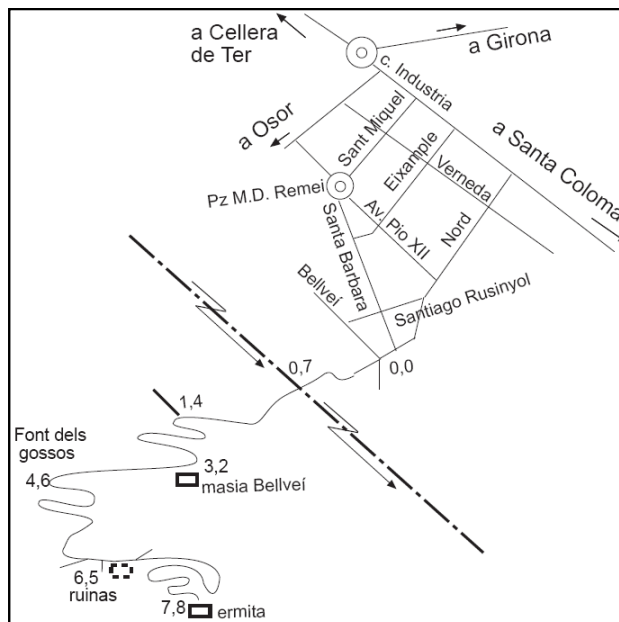 a Cellera
de Ter
a Girona
c. Industria
a Osor
Sant Miquel
Eixample
Verneda
a Santa Coloma
Pz M.D. Remei
Santa Barbara
Av. Pio XII
Nord
Bellveí
Santiago Rusinyol
0,7
0,0
1,4
Font dels
gossos
4,6
3,2
masia Bellveí
6,5
ruinas
7,8
ermita